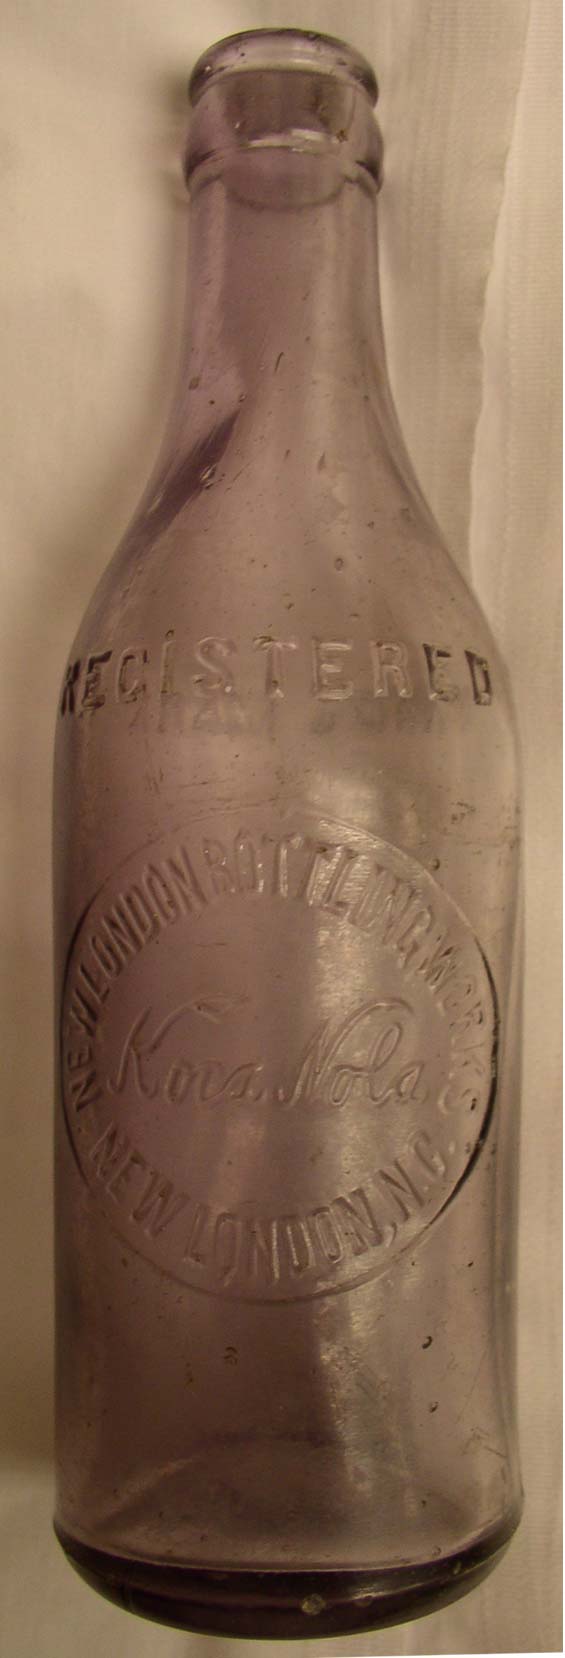 REGISTERED
NEW LONDON BOTTLING WORKS
Kora Nola
NEW LONDON, N.C.